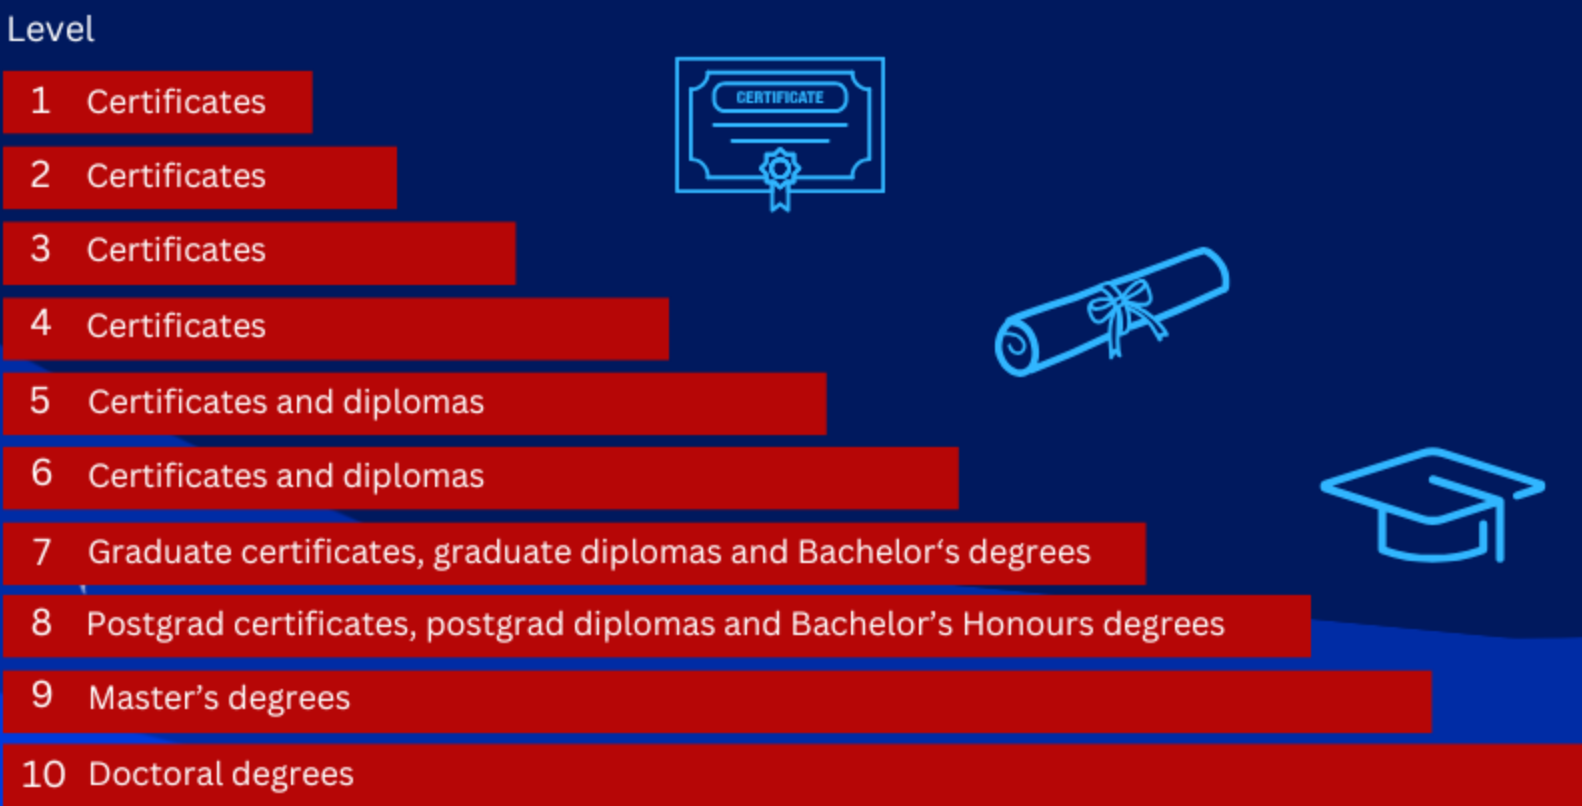 Level
CERTIFICATE
1 Certificates
2 Certificates
3 Certificates
4 Certificates
5 Certificates and diplomas
6 Certificates and diplomas
7 Graduate certificates, graduate diplomas and Bachelor‘s degrees
8 Postgrad certificates, postgrad diplomas and Bachelor’s Honours degrees
9 Master’s degrees
10 Doctoral degrees